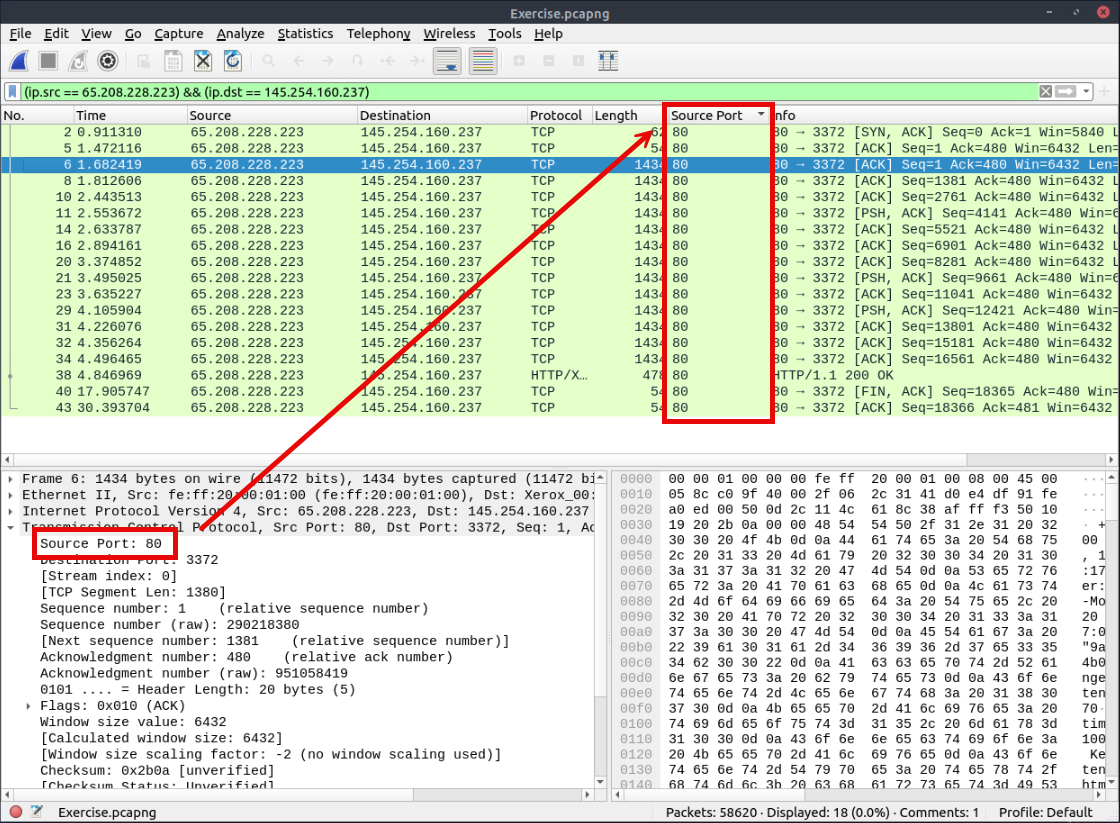 Exercise.pcapng
File Edit View Go Capture Analyze Statistics Telephony Wireless Tools Help
(ip.src == 65.208.228.223) && (ip.dst == 145.254.160.237)
No. Time Source Destination Protocol Length Source Port nfo
2 0.911310 65.208.228.223 145.254.160.237 TCP 62 80 80 → 3372 [SYN, ACK] Seq=0 Ack=1 Win=5840 L
5 1.472116 65.208.228.223 145.254.160.237 TCP 54 80 80 → 3372 [ACK] Seq=1 Ack=480 Win=6432 Len=
6 1.682419 65.208.228.223 145.254.160.237 TCP 1434 80 80 → 3372 [ACK] Seq=1 Ack=480 Win=6432 Len=
8 1.812606 65.208.228.223 145.254.160.237 TCP 1434 80 80 → 3372 [ACK] Seq=1381 Ack=480 Win=6432 L
10 2.443513 65.208.228.223 145.254.160.237 TCP 1434 80 80 → 3372 [ACK] Seq=2761 Ack=480 Win=6432 L
11 2.553672 65.208.228.223 145.254.160.237 TCP 1434 80 80 → 3372 [PSH, ACK] Seq=4141 Ack=480 Win=6
14 2.633787 65.208.228.223 145.254.160.237 TCP 1434 80 80 → 3372 [ACK] Seq=5521 Ack=480 Win=6432 L
16 2.894161 65.208.228.223 145.254.160.237 TCP 1434 80 80 → 3372 [ACK] Seq=6901 Ack=480 Win=6432 L
20 3.374852 65.208.228.223 145.254.160.237 TCP 1434 80 80 → 3372 [ACK] Seq=8281 Ack=480 Win=6432 L
21 3.495025 65.208.228.223 145.254.160.237 TCP 1434 80 80 → 3372 [PSH, ACK] Seq=9661 Ack=480 Win=6
23 3.635227 65.208.228.223 145.254.160.237 TCP 1434 80 80 → 3372 [ACK] Seq=11041 Ack=480 Win=6432
29 4.105904 65.208.228.223 145.254.160.237 TCP 1434 80 80 → 3372 [PSH, ACK] Seq=12421 Ack=480 Win=
31 4.226076 65.208.228.223 145.254.160.237 TCP 1434 80 80 → 3372 [ACK] Seq=13801 Ack=480 Win=6432
32 4.356264 65.208.228.223 145.254.160.237 TCP 1434 80 80 → 3372 [ACK] Seq=15181 Ack=480 Win=6432
34 4.496465 65.208.228.223 145.254.160.237 TCP 1434 80 80 → 3372 [ACK] Seq=16561 Ack=480 Win=6432
38 4.846969 65.208.228.223 145.254.160.237 HTTP/X… 478 80 HTTP/1.1 200 OK
40 17.905747 65.208.228.223 145.254.160.237 TCP 54 80 80 → 3372 [FIN, ACK] Seq=18365 Ack=480 Win=
43 30.393704 65.208.228.223 145.254.160.237 TCP 54 80 80 → 3372 [ACK] Seq=18366 Ack=481 Win=6432
Frame 6: 1434 bytes on wire (11472 bits), 1434 bytes captured (11472 bi
Ethernet II, Src: fe:ff:20:00:01:00 (fe:ff:20:00:01:00), Dst: Xerox_00:
Internet Protocol Version 4, Src: 65.208.228.223, Dst: 145.254.160.237
Transmission Control Protocol, Src Port: 80, Dst Port: 3372, Seq: 1, Ac
Source Port: 80
Destination Port: 3372
[Stream index: 0]
[TCP Segment Len: 1380]
Sequence number: 1 (relative sequence number)
Sequence number (raw): 290218380
[Next sequence number: 1381 (relative sequence number)]
Acknowledgment number: 480 (relative ack number)
Acknowledgment number (raw): 951058419
0101 .... = Header Length: 20 bytes (5)
Flags: 0x010 (ACK)
Window size value: 6432
[Calculated window size: 6432]
[Window size scaling factor: -2 (no window scaling used)]
Checksum: 0x2b0a [unverified]
[Checksum Status: Unverified]
0000 00 00 01 00 00 00 fe ff 20 00 01 00 08 00 45 00 ···
0010 05 8c c0 9f 40 00 2f 06 2c 31 41 d0 e4 df 91 fe
0020 a0 ed 00 50 0d 2c 11 4c 61 8c 38 af ff f3 50 10
0030 19 20 2b 0a 00 00 48 54 54 50 2f 31 2e 31 20 32 · +
0040 30 30 20 4f 4b 0d 0a 44 61 74 65 3a 20 54 68 75 00
0050 2c 20 31 33 20 4d 61 79 20 32 30 30 34 20 31 30 , 1
0060 3a 31 37 3a 31 32 20 47 4d 54 0d 0a 53 65 72 76 :17
0070 65 72 3a 20 41 70 61 63 68 65 0d 0a 4c 61 73 74 er:
0080 2d 4d 6f 64 69 66 69 65 64 3a 20 54 75 65 2c 20 -Mo
0090 32 30 20 41 70 72 20 32 30 30 34 20 31 33 3a 31 20
00a0 37 3a 30 30 20 47 4d 54 0d 0a 45 54 61 67 3a 20 7:0
00b0 22 39 61 30 31 61 2d 34 36 39 36 2d 37 65 33 35 "9a
00c0 34 62 30 30 22 0d 0a 41 63 63 65 70 74 2d 52 61 4b0
00d0 6e 67 65 73 3a 20 62 79 74 65 73 0d 0a 43 6f 6e nge
00e0 74 65 6e 74 2d 4c 65 6e 67 74 68 3a 20 31 38 30 ten
00f0 37 30 0d 0a 4b 65 65 70 2d 41 6c 69 76 65 3a 20 70·
0100 74 69 6d 65 6f 75 74 3d 31 35 2c 20 6d 61 78 3d tim
0110 31 30 30 0d 0a 43 6f 6e 6e 65 63 74 69 6f 6e 3a 100
0120 20 4b 65 65 70 2d 41 6c 69 76 65 0d 0a 43 6f 6e Ke
0130 74 65 6e 74 2d 54 79 70 65 3a 20 74 65 78 74 2f ten
0140 68 74 6d 6c 3b 20 63 68 61 72 73 65 74 3d 49 53 htm
Exercise.pcapng Packets: 58620 · Displayed: 18 (0.0%) · Comments: 1 Profile: Default